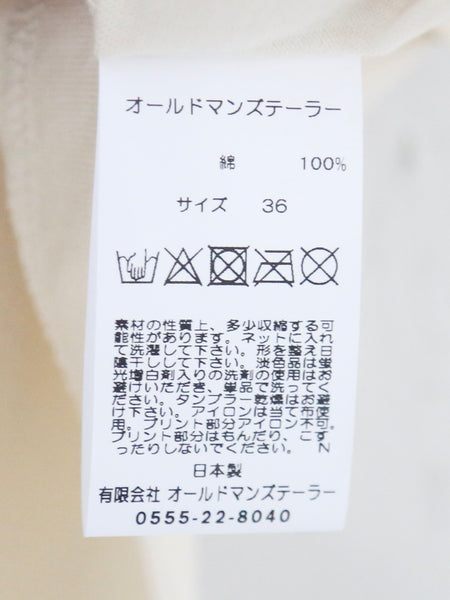 オールドマンズテーラー
綿 100%
サイズ 36
素材の性質上、多少収縮する可
能性があります。ネットに入れ
て洗濯して下さい。形を整え日
陰干しして下さい。淡色品は蛍
光増白剤入りの洗剤の使用はお
避けいただき、単品で洗ってく
ださい。タンブラー乾燥はお避
け下さい。アイロンは当て布使
用。プリント部分アイロン不可。
プリント部分はもんだり、こす
ったりしないでください。 N
日本製
有限会社 オールドマンズテーラー
0555-22-8040